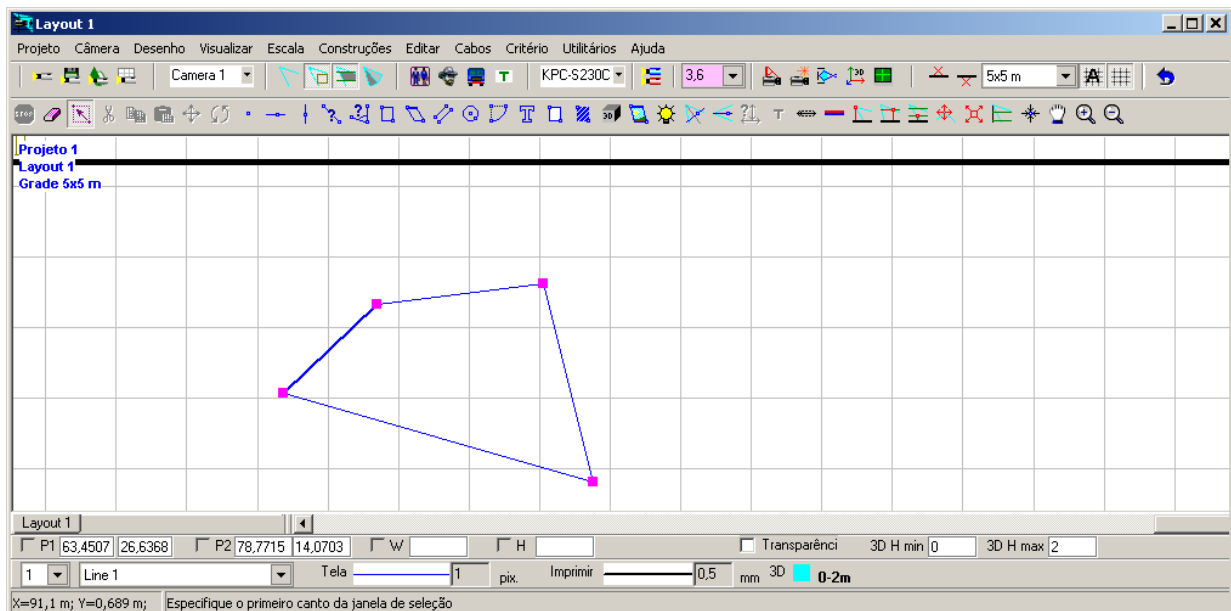 Layout 1
Projeto Câmera Desenho Visualizar Escala Construções Editar Cabos Critério Utilitários Ajuda
Camera 1 T KPC-S230C 3,6 3D 5x5 m A
STOP T 3D T
Projeto 1
Layout 1
Grade 5x5 m
Layout 1
P1 63,4507 26,6368 P2 78,7715 14,0703 W H Transparênci 3D H min 0 3D H max 2
1 Line 1 Tela 1 pix. Imprimir 0,5 mm 3D 0-2m
X=91,1 m; Y=0,689 m; Especifique o primeiro canto da janela de seleção